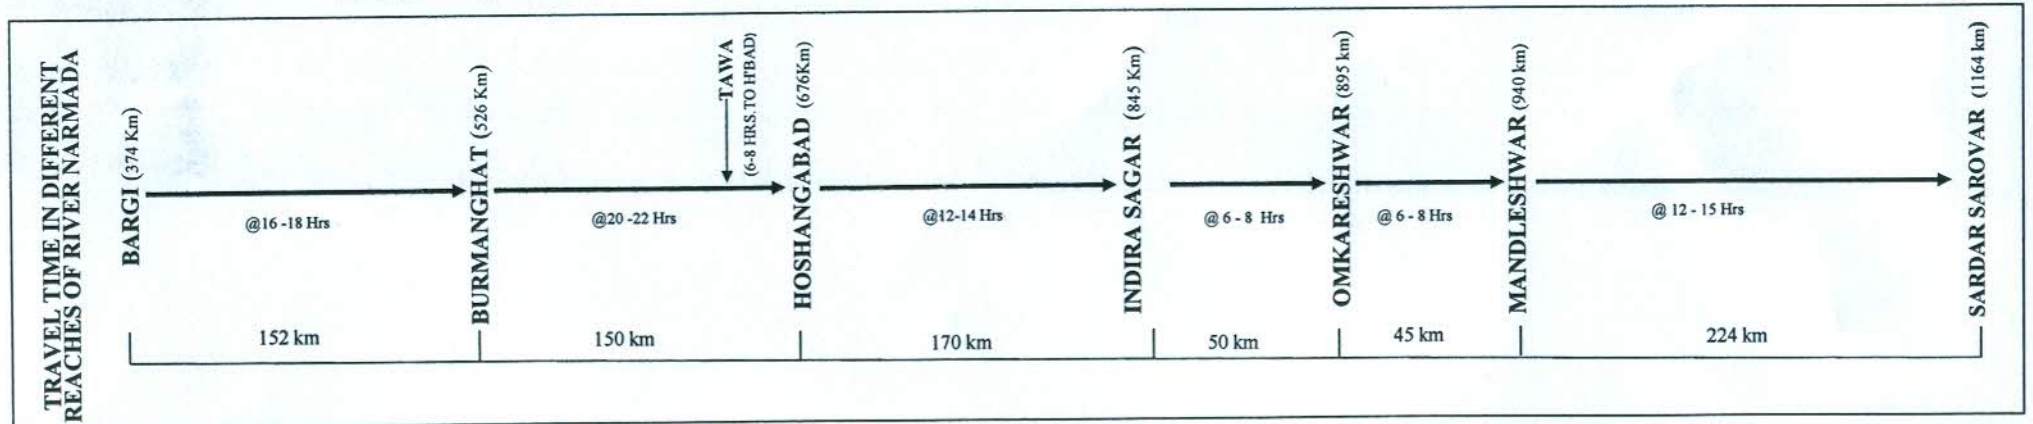 TRAVEL TIME IN DIFFERENT
REACHES OF RIVER NARMADA
BARGI (374 Km)
@16 -18 Hrs
BURMANGHAT (526 Km)
@20 -22 Hrs
TAWA
(6-8 HRS. TO H'BAD)
HOSHANGABAD (676Km)
@12-14 Hrs
INDIRA SAGAR (845 Km)
@ 6 - 8 Hrs
OMKARESHWAR (895 km)
@ 6 - 8 Hrs
MANDLESHWAR (940 km)
@ 12 - 15 Hrs
SARDAR SAROVAR (1164 km)
152 km
150 km
170 km
50 km
45 km
224 km